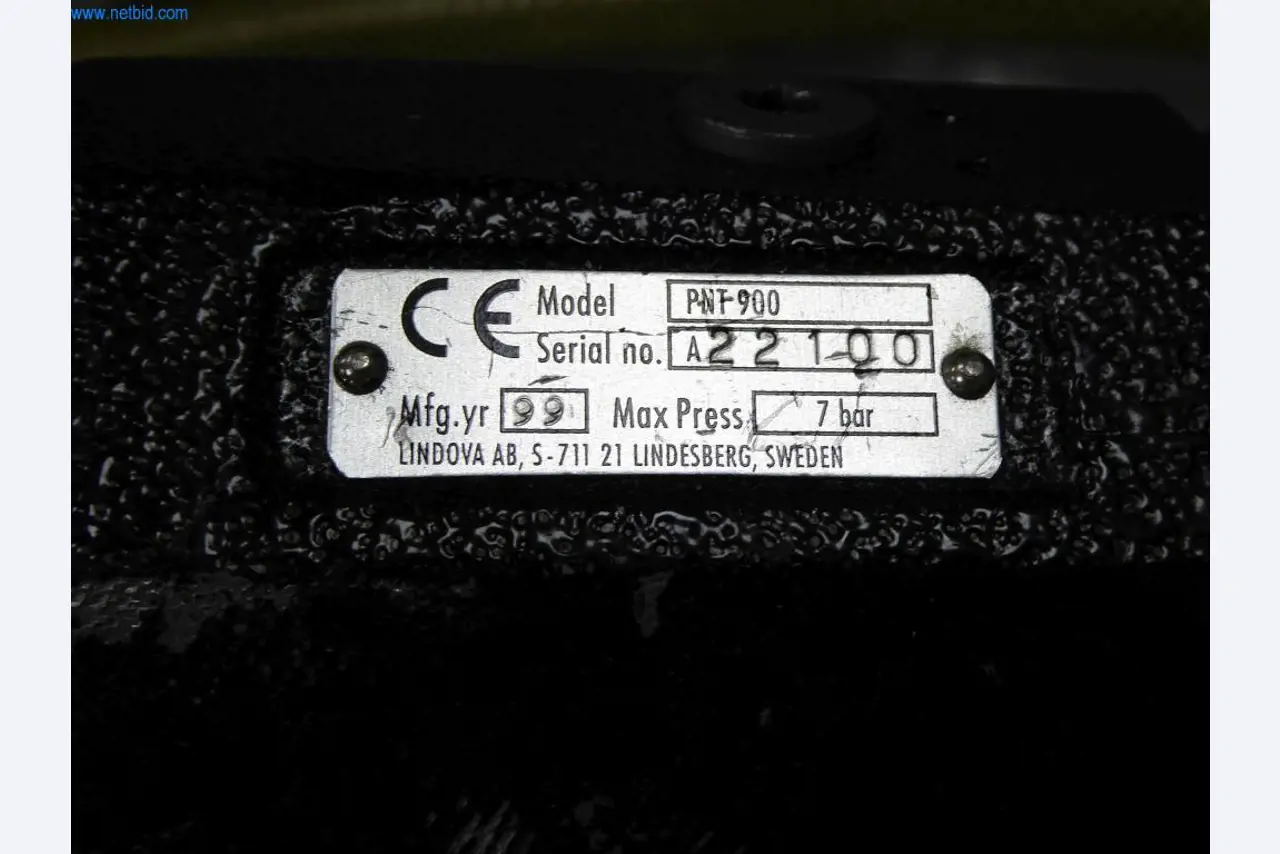 www.netbid.com
CE Model PNT-900
Serial no. A22100
Mfg.yr 99 Max Press 7 bar
LINDOVA AB, S-711 21 LINDESBERG, SWEDEN